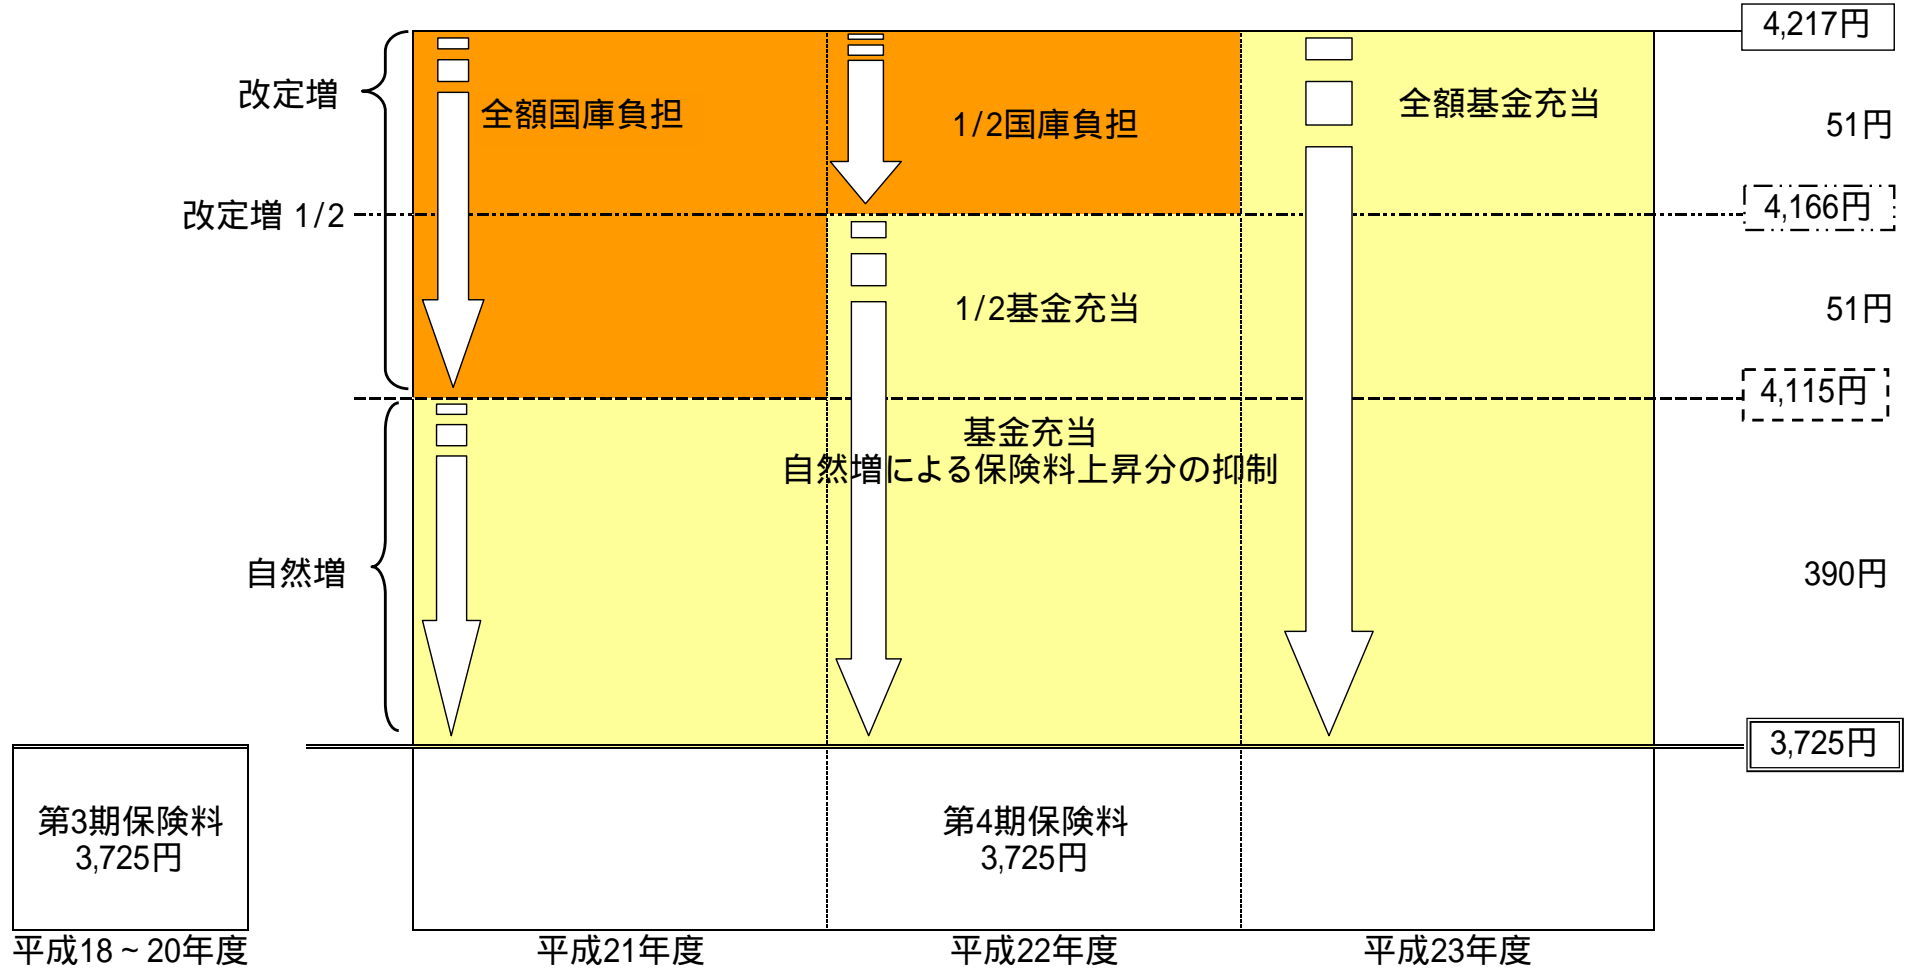 4,217円
改定増
全額国庫負担
1/2国庫負担
全額基金充当
51円
改定増 1/2
4,166円
1/2基金充当
51円
4,115円
基金充当
自然増による保険料上昇分の抑制
自然増
390円
3,725円
第3期保険料
3,725円
第4期保険料
3,725円
平成18~20年度
平成21年度
平成22年度
平成23年度